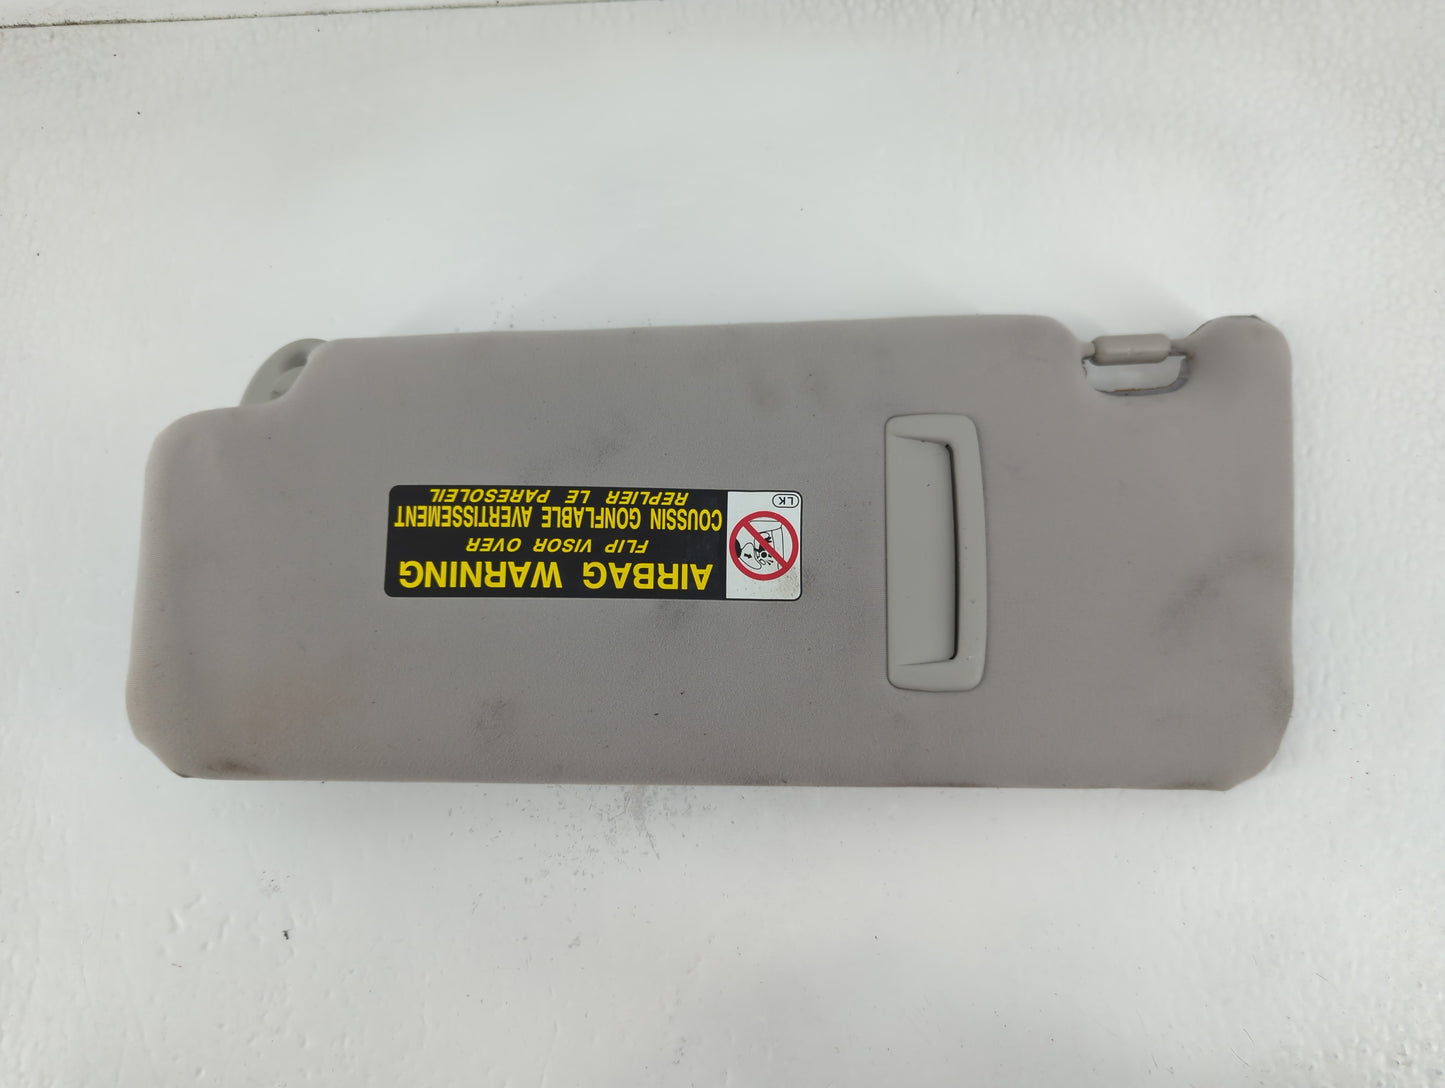 AIRBAG WARNING
FLIP VISOR OVER
COUSSIN GONFLABLE AVERTISSEMENT
REPLIER LE PARESOLEIL
LK